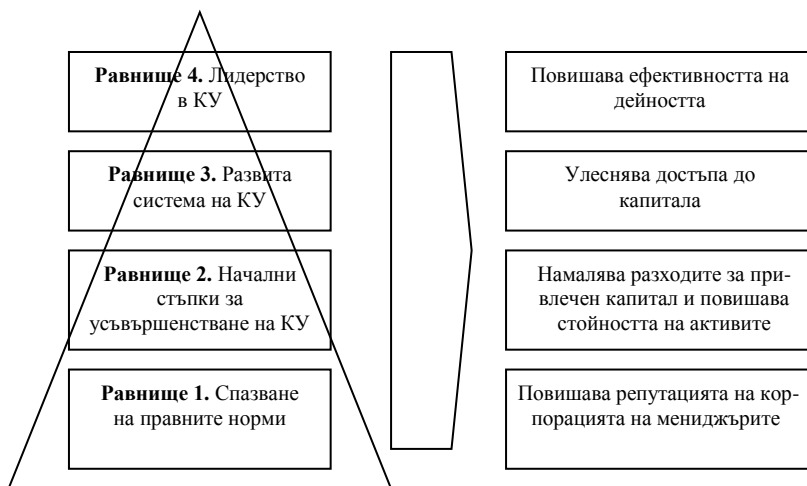 Равнище 4. Лидерство
в КУ
Повишава ефективността на
дейността
Равнище 3. Развита
система на КУ
Улеснява достъпа до
капитала
Равнище 2. Начални
стъпки за
усъвършенстване на КУ
Намалява разходите за при-
влечен капитал и повишава
стойността на активите
Равнище 1. Спазване
на правните норми
Повишава репутацията на кор-
порацията на мениджърите